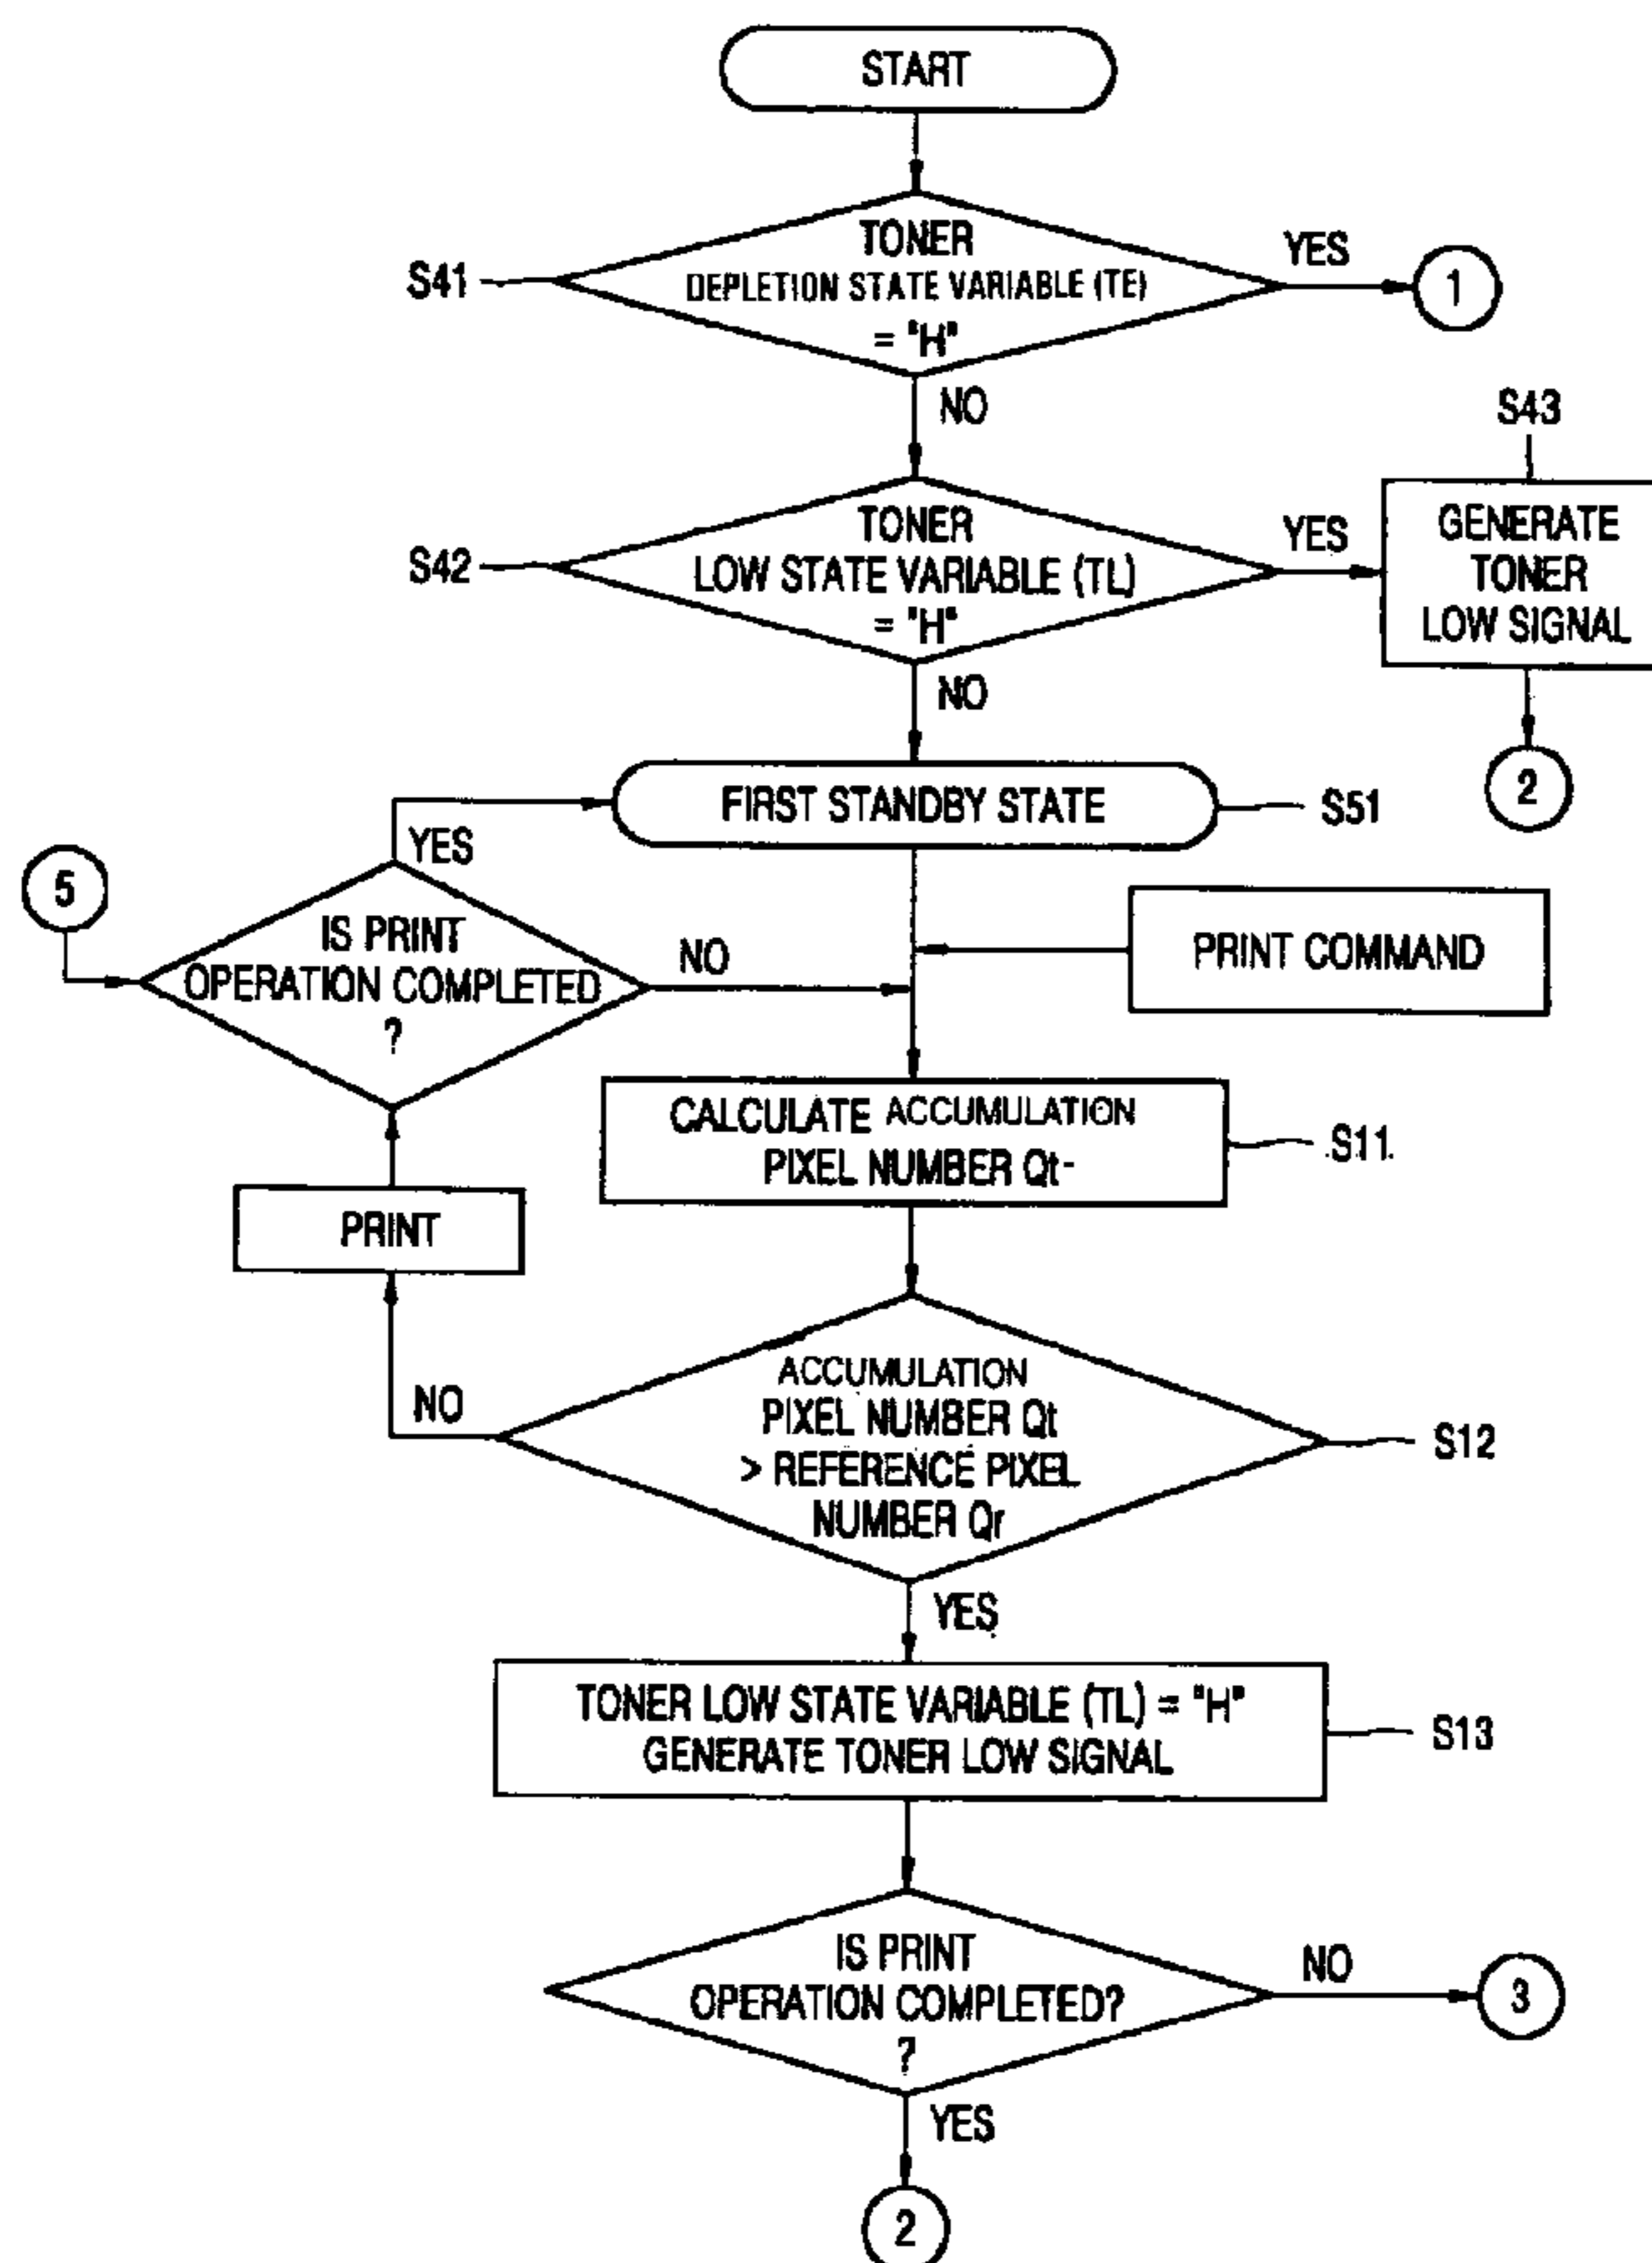 START
TONER
DEPLETION STATE VARIABLE (TE)
= "H"
S41
YES
1
NO
S43
TONER
LOW STATE VARIABLE (TL)
= "H"
S42
YES
GENERATE
TONER
LOW SIGNAL
NO
2
FIRST STANDBY STATE
S51
YES
5
IS PRINT
OPERATION COMPLETED
?
NO
PRINT COMMAND
CALCULATE ACCUMULATION
PIXEL NUMBER Qt
S11
PRINT
ACCUMULATION
PIXEL NUMBER Qt
> REFERENCE PIXEL
NUMBER Qr
NO
S12
YES
TONER LOW STATE VARIABLE (TL) = "H"
GENERATE TONER LOW SIGNAL
S13
IS PRINT
OPERATION COMPLETED?
?
NO
3
YES
2